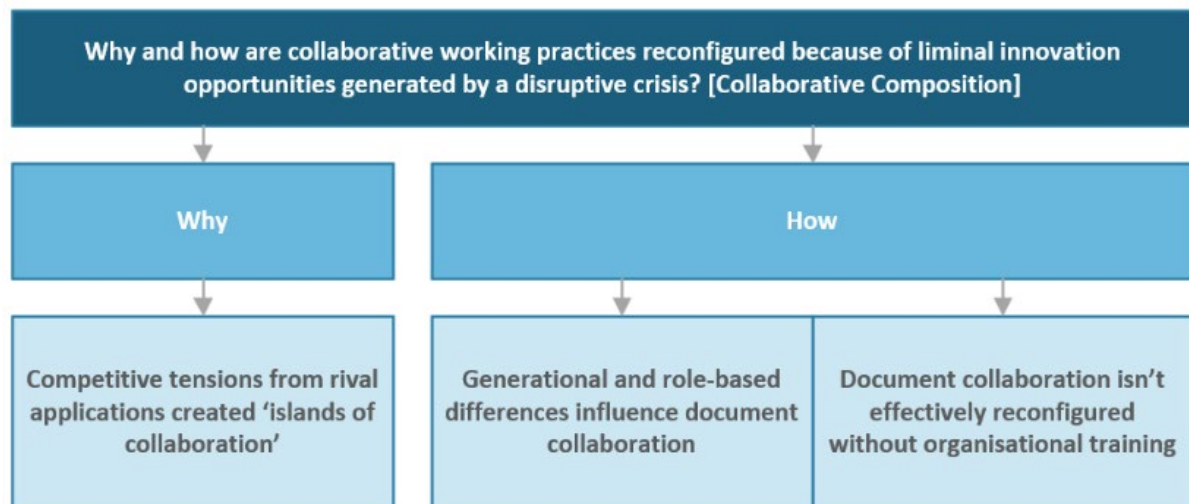 Why and how are collaborative working practices reconfigured because of liminal innovation
opportunities generated by a disruptive crisis? [Collaborative Composition]
Why
How
Competitive tensions from rival
applications created ‘islands of
collaboration’
Generational and role-based
differences influence document
collaboration
Document collaboration isn’t
effectively reconfigured
without organisational training